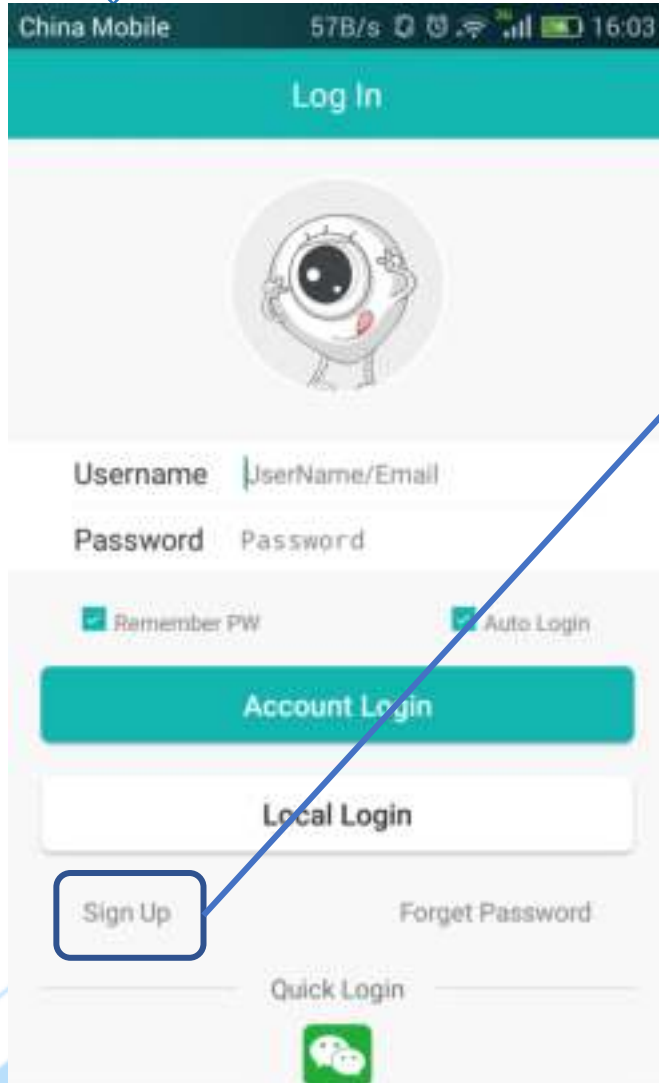 China Mobile 57B/s 16:03
Log In
Username UserName/Email
Password Password
Remember PW Auto Login
Account Login
Local Login
Sign Up Forget Password
Quick Login